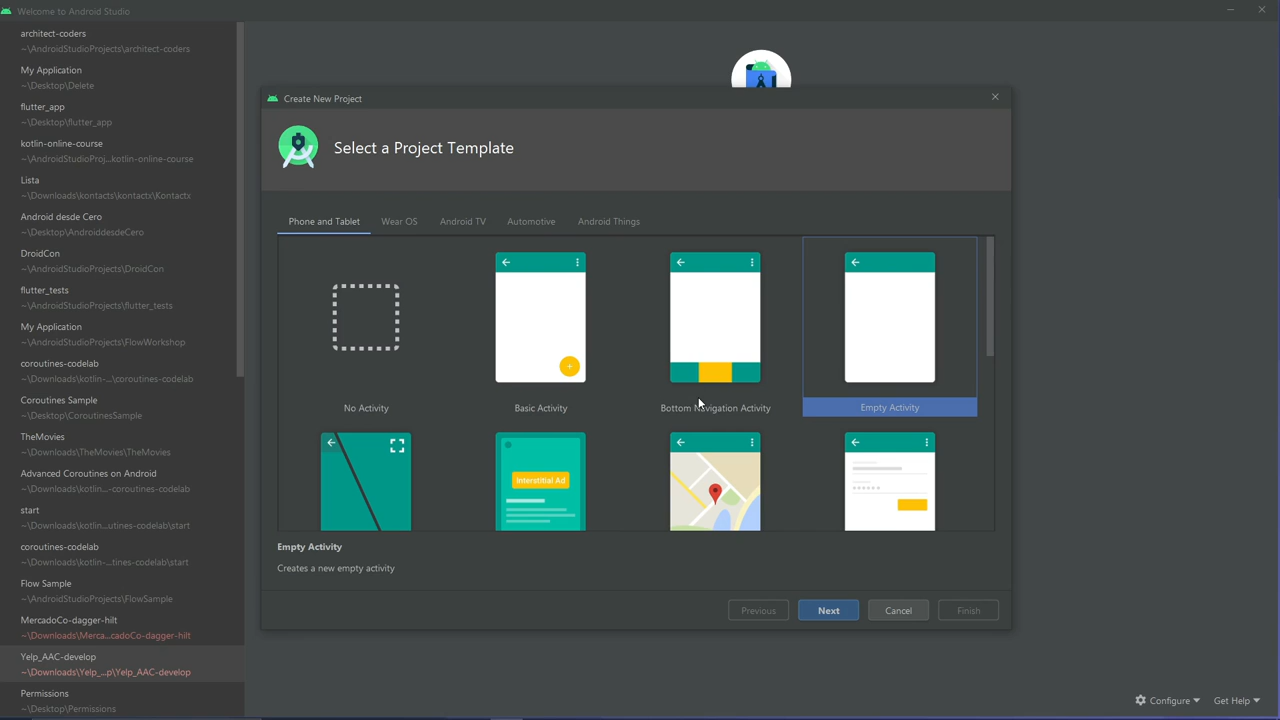 Welcome to Android Studio
architect-coders
~\AndroidStudioProjects\architect-coders
My Application
~\Desktop\Delete
flutter_app
~\Desktop\flutter_app
kotlin-online-course
~\AndroidStudioProj...kotlin-online-course
Lista
~\Downloads\kontacts\kontactx\Kontactx
Android desde Cero
~\Desktop\AndroiddesdeCero
DroidCon
~\AndroidStudioProjects\DroidCon
flutter_tests
~\AndroidStudioProjects\flutter_tests
My Application
~\AndroidStudioProjects\FlowWorkshop
coroutines-codelab
~\Downloads\kotlin-...\coroutines-codelab
Coroutines Sample
~\Desktop\CoroutinesSample
TheMovies
~\Downloads\TheMovies\TheMovies
Advanced Coroutines on Android
~\Downloads\kotlin...-coroutines-codelab
start
~\Downloads\kotlin...utines-codelab\start
coroutines-codelab
~\Downloads\kotlin-...tines-codelab\start
Flow Sample
~\AndroidStudioProjects\FlowSample
MercadoCo-dagger-hilt
~\Downloads\Merca...cadoCo-dagger-hilt
Yelp_AAC-develop
~\Downloads\Yelp_...p\Yelp_AAC-develop
Permissions
~\Desktop\Permissions
Create New Project
Select a Project Template
Phone and Tablet Wear OS Android TV Automotive Android Things
No Activity Basic Activity Bottom Navigation Activity Empty Activity
Interstitial Ad
Empty Activity
Creates a new empty activity
Previous Next Cancel Finish
Configure Get Help